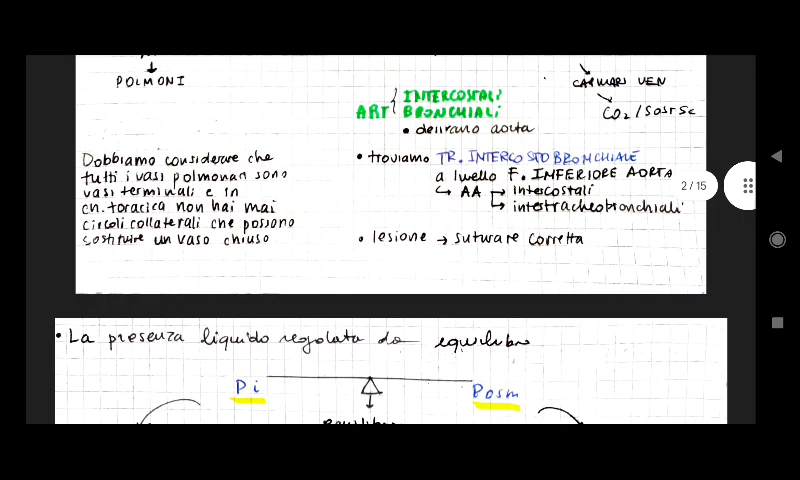 POLMONI
CAPILLARI VEN
CO2/Sost Sc
ART { INTERCOSTALI
BRONCHIALI
• derivano aorta
Dobbiamo considerare che
tutti i vasi polmonari sono
vasi terminali e in
ch. toracica non hai mai
circoli collaterali che possono
sostituire un vaso chiuso
• troviamo TR. INTERCOSTOBRONCHIALE
a livello F. INFERIORE AORTA
↳ AA → intercostali
↳ intestracheobronchiali
• lesione → suturare corretta
2/15
• La presenza liquido regolata da equilibrio
Pi
Posm